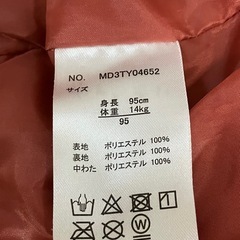 NO. MD3TY04652
サイズ
身長 95cm
体重 14kg
95
表地 ポリエステル 100%
裏地 ポリエステル 100%
中わた ポリエステル 100%